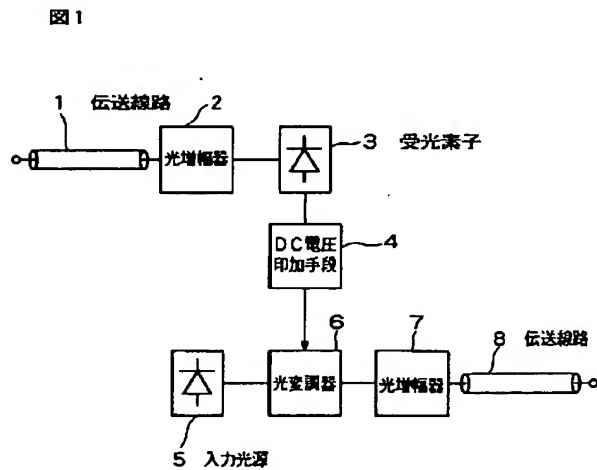 図1
1 伝送線路
2
光増幅器
3 受光素子
DC電圧
印加手段
4
6
7
8 伝送線路
光変調器
光増幅器
5 入力光源